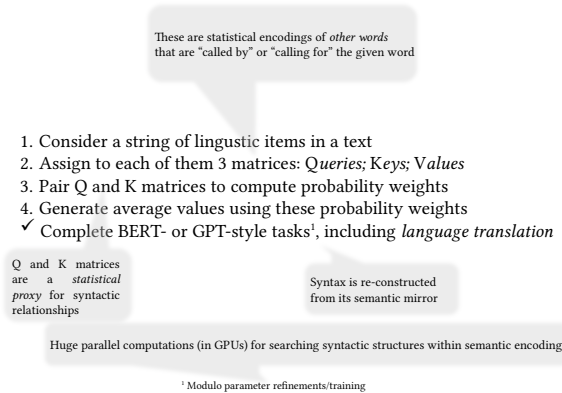 These are statistical encodings of other words
that are “called by” or “calling for” the given word
1. Consider a string of lingustic items in a text
2. Assign to each of them 3 matrices: Queries; Keys; Values
3. Pair Q and K matrices to compute probability weights
4. Generate average values using these probability weights
✓ Complete BERT- or GPT-style tasks¹, including language translation
Q and K matrices
are a statistical
proxy for syntactic
relationships
Syntax is re-constructed
from its semantic mirror
Huge parallel computations (in GPUs) for searching syntactic structures within semantic encoding
¹ Modulo parameter refinements/training